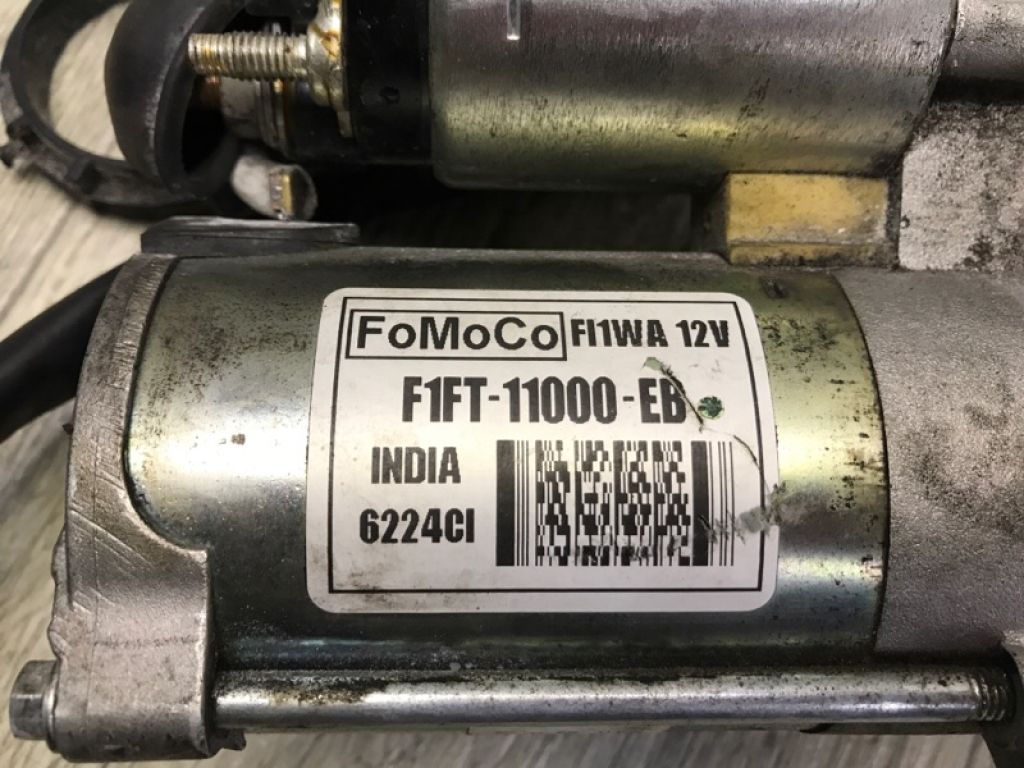 FoMoCo FI1WA 12V
F1FT-11000-EB
INDIA
6224CI